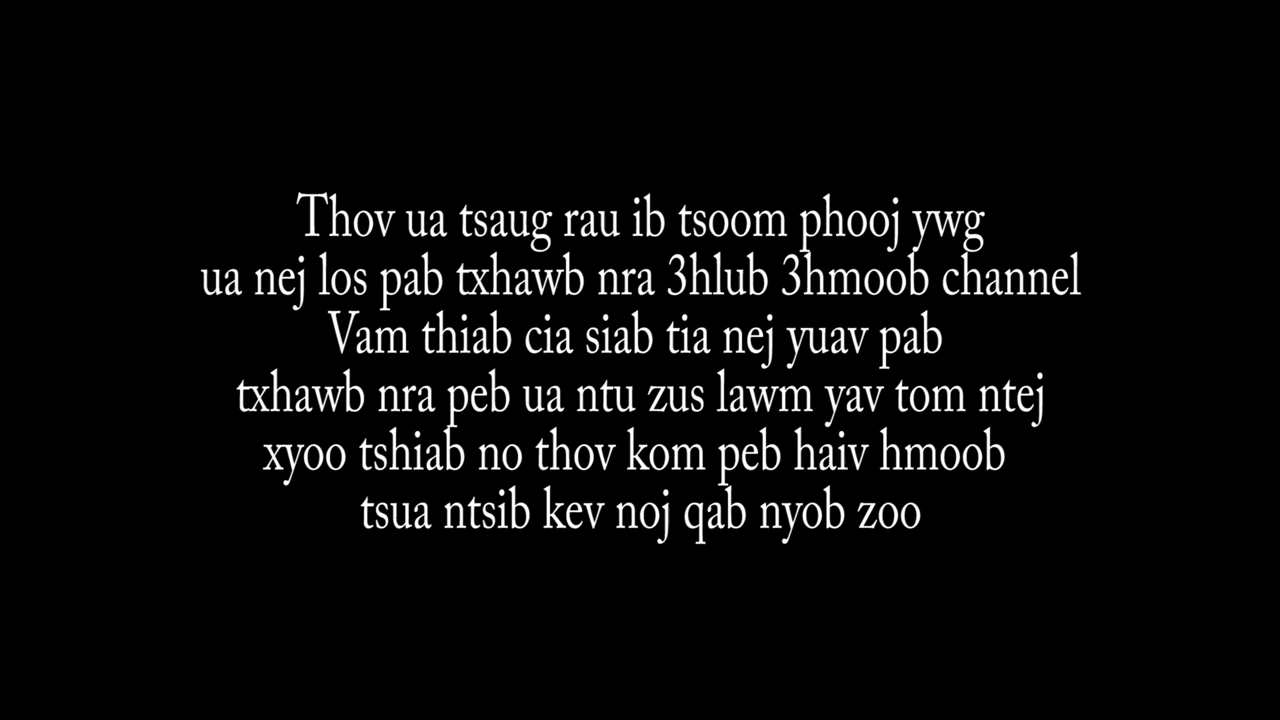 Thov ua tsaug rau ib tsoom phooj ywg
ua nej los pab txhawb nra 3hlub 3hmoob channel
Vam thiab cia siab tia nej yuav pab
txhawb nra peb ua ntu zus lawm yav tom ntej
xyoo tshiab no thov kom peb haiv hmoob
tsua ntsib kev noj qab nyob zoo